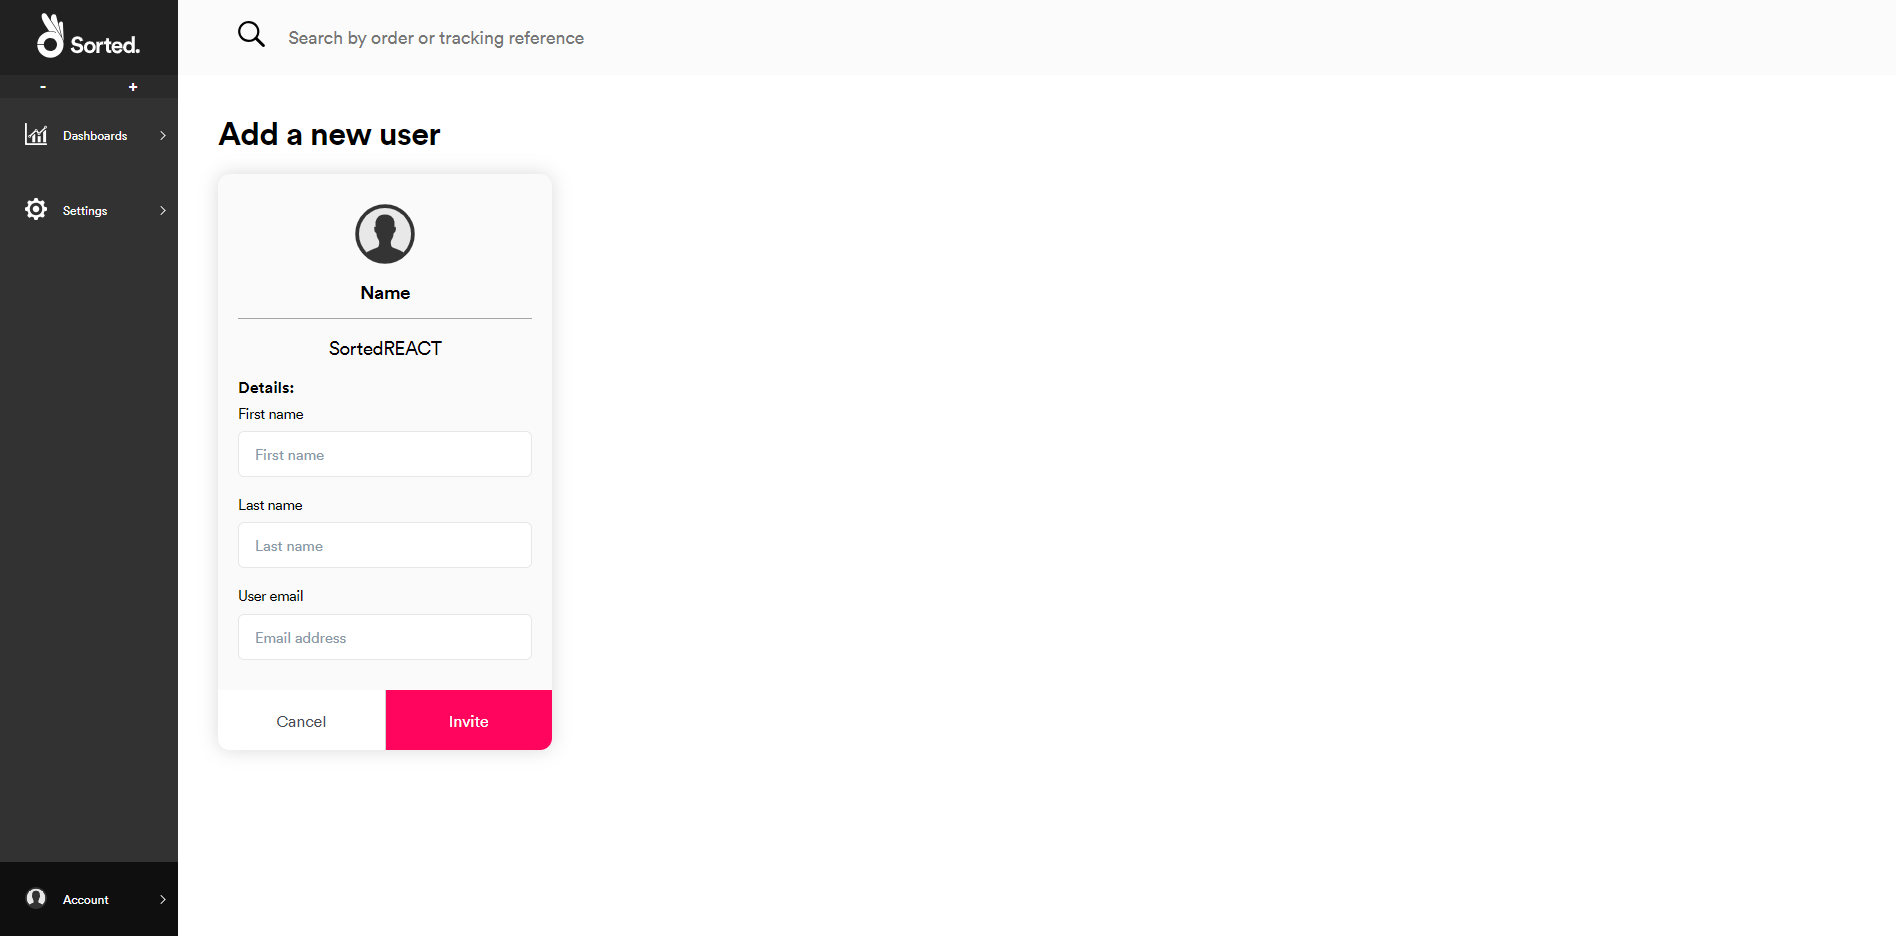 Sorted.
Search by order or tracking reference
- +
Dashboards
Settings
Add a new user
Name
SortedREACT
Details:
First name
First name
Last name
Last name
User email
Email address
Cancel Invite
Account